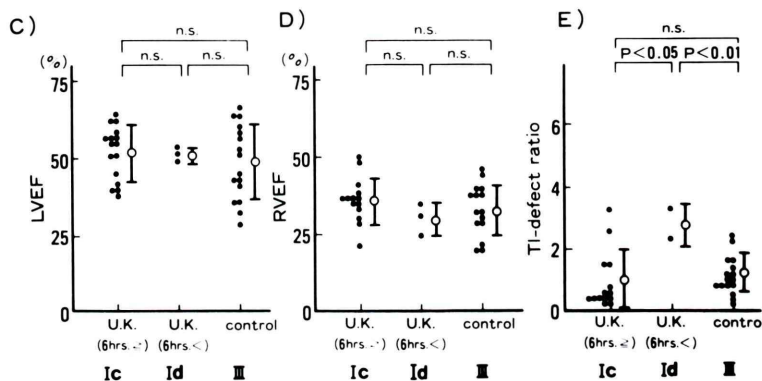 C)
n.s.
n.s.
n.s.
(%)
75
50
25
0
LVEF
U.K.
(6hrs. ≥)
U.K.
(6hrs. <)
control
Ic
Id
III
D)
n.s.
n.s.
n.s.
(%)
75
50
25
0
RVEF
U.K.
(6hrs.
U.K.
(6hrs. <)
control
Ic
Id
III
E)
n.s.
P<0.05
P<0.01
6
4
2
0
Tl-defect ratio
U.K.
(6hrs. ≥)
U.K.
(6hrs. <)
contro
Ic
Id
III